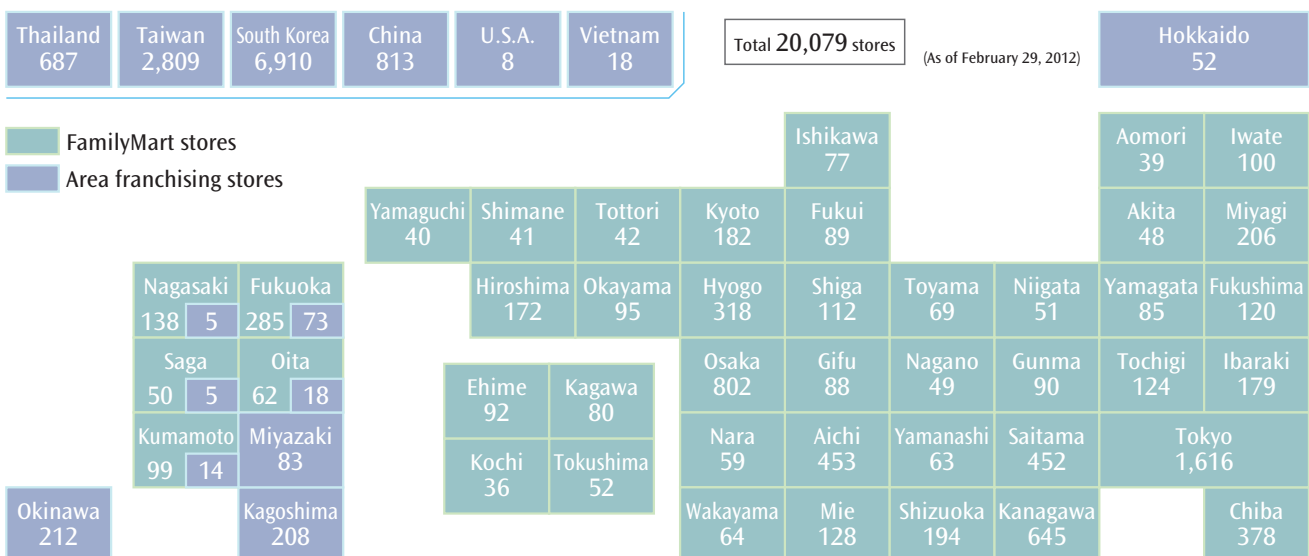 Thailand
687
Taiwan
2,809
South Korea
6,910
China
813
U.S.A.
8
Vietnam
18
Total 20,079 stores
(As of February 29, 2012)
Hokkaido
52
FamilyMart stores
Area franchising stores
Ishikawa
77
Aomori
39
Iwate
100
Yamaguchi
40
Shimane
41
Tottori
42
Kyoto
182
Fukui
89
Akita
48
Miyagi
206
Nagasaki
138 5
Fukuoka
285 73
Hiroshima
172
Okayama
95
Hyogo
318
Shiga
112
Toyama
69
Niigata
51
Yamagata
85
Fukushima
120
Saga
50 5
Oita
62 18
Ehime
92
Kagawa
80
Osaka
802
Gifu
88
Nagano
49
Gunma
90
Tochigi
124
Ibaraki
179
Kumamoto
99 14
Miyazaki
83
Kochi
36
Tokushima
52
Nara
59
Aichi
453
Yamanashi
63
Saitama
452
Tokyo
1,616
Okinawa
212
Kagoshima
208
Wakayama
64
Mie
128
Shizuoka
194
Kanagawa
645
Chiba
378